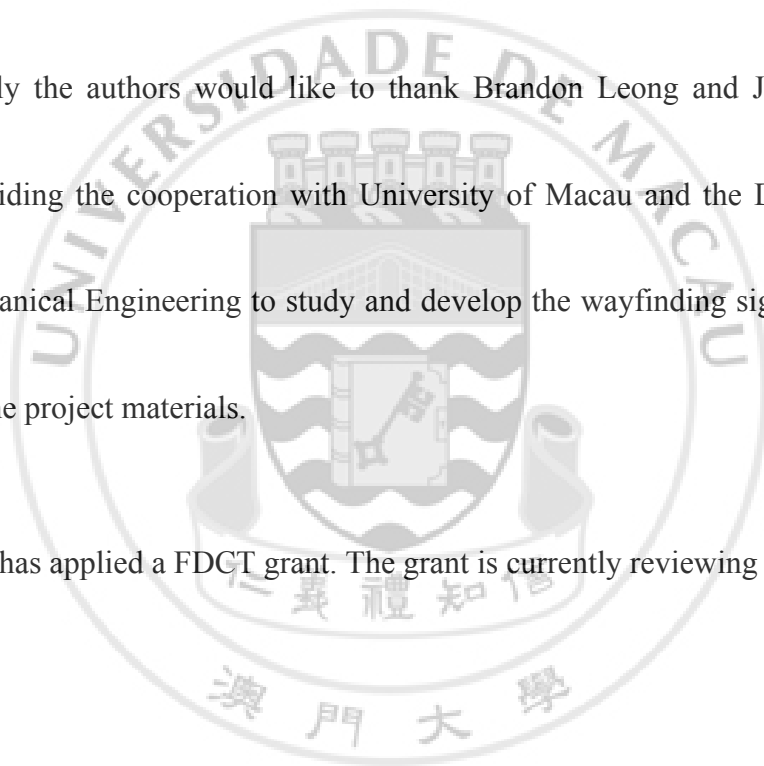 ly the authors would like to thank Brandon Leong and J
iding the cooperation with University of Macau and the D
anical Engineering to study and develop the wayfinding sig
ne project materials.
has applied a FDCT grant. The grant is currently reviewing
UNIVERSIDADE DE MACAU
仁義禮知信
澳門大學